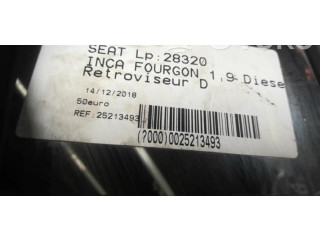 SEAT Lp:28320
INCA FOURGON 1,9 Diese
Retroviseur D
14/12/2018
50euro
REF:25213493
(?000)0025213493